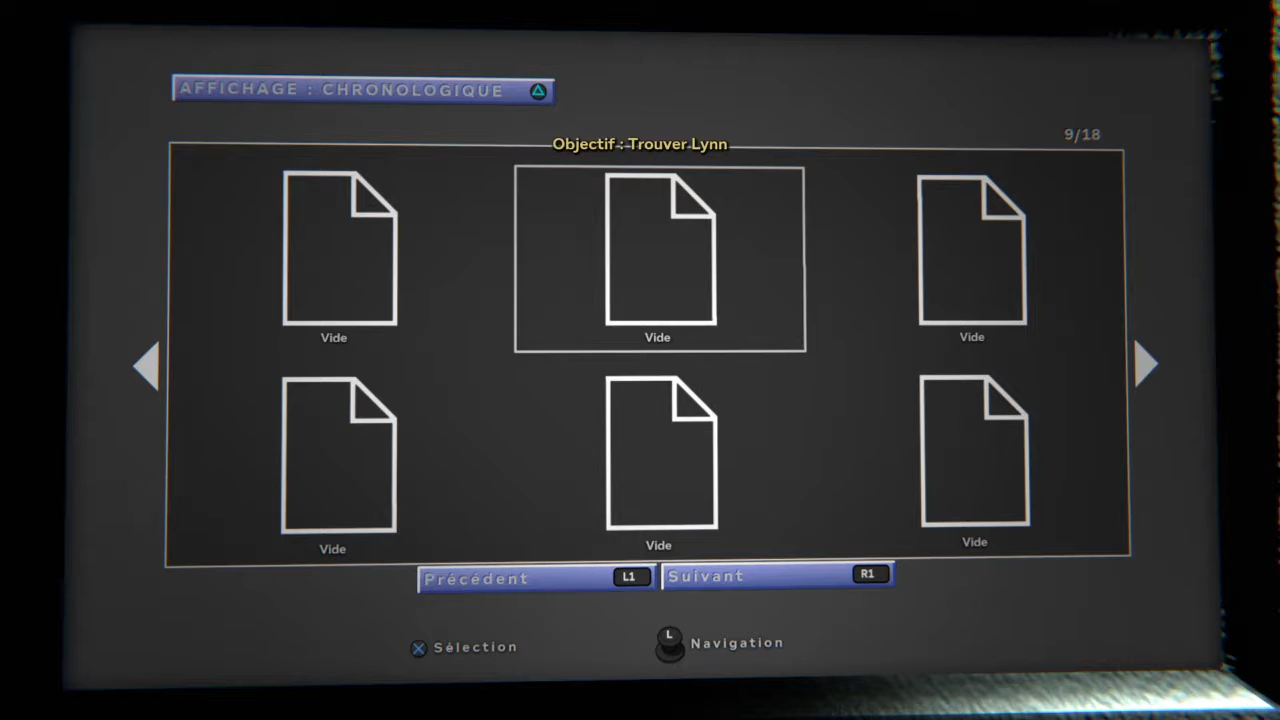 AFFICHAGE : CHRONOLOGIQUE
9/18
Objectif : Trouver Lynn
Vide
Vide
Vide
Vide
Vide
Vide
Précédent L1
Suivant R1
Sélection
L Navigation